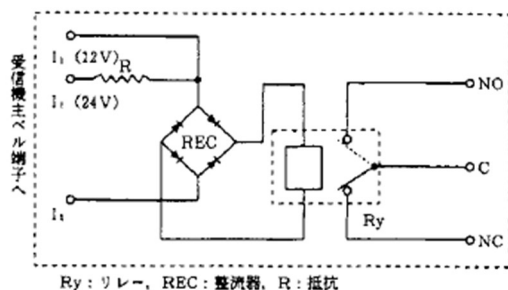 受信機主ベル端子へ
I₁ (12V)
R
I₂ (24V)
REC
I₃
NO
C
Ry
NC
Ry：リレー，REC：整流器，R：抵抗